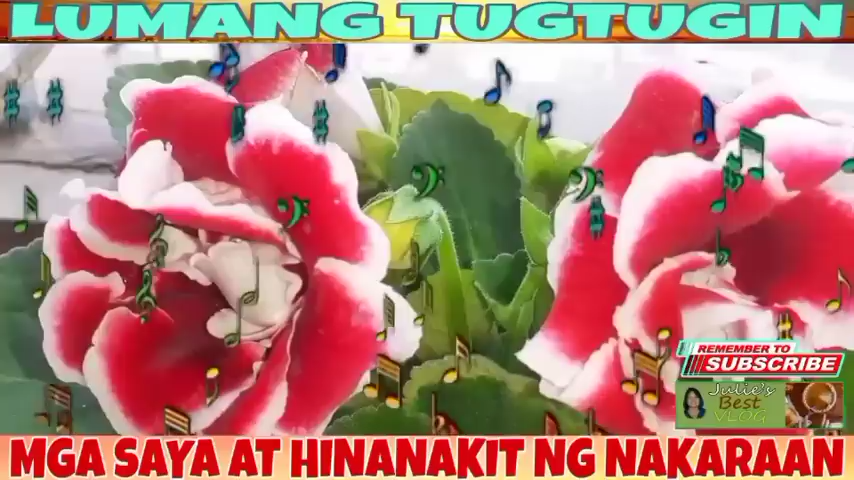 LUMANG TUGTUGIN
REMEMBER TO
SUBSCRIBE
Julie's
Best
VLOG
MGA SAYA AT HINANAKIT NG NAKARAAN